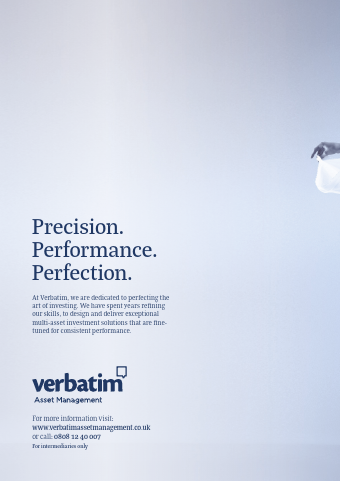 Precision.
Performance.
Perfection.
At Verbatim, we are dedicated to perfecting the
art of investing. We have spent years refining
our skills, to design and deliver exceptional
multi-asset investment solutions that are fine-
tuned for consistent performance.
verbatim
Asset Management
For more information visit:
www.verbatimassetmanagement.co.uk
or call: 0808 12 40 007
For intermediaries only